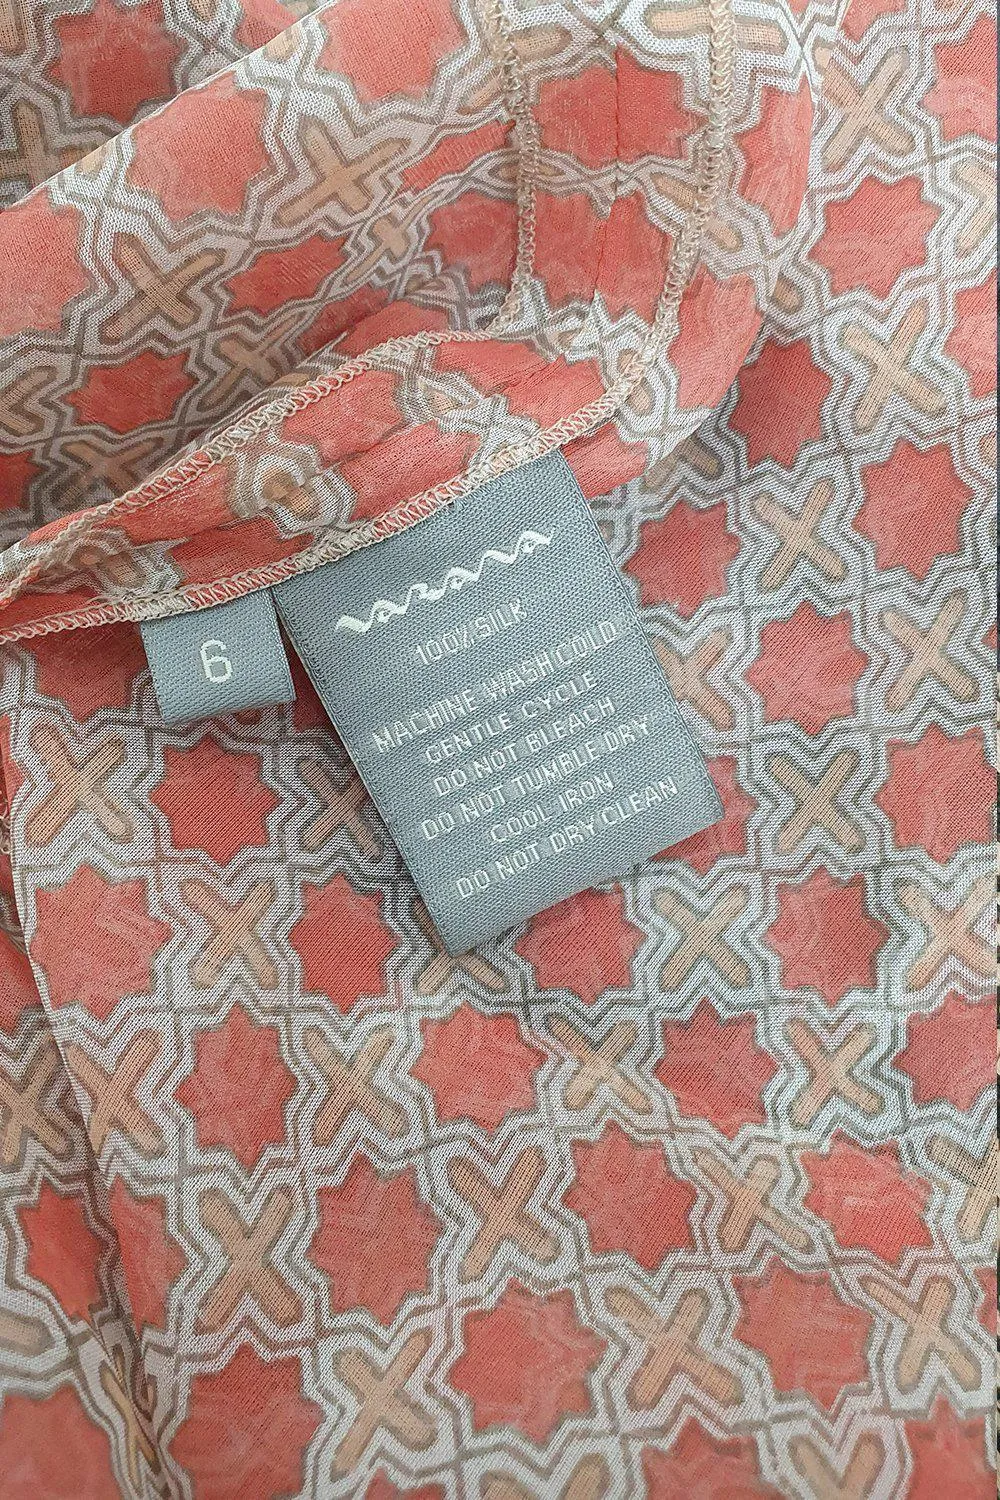 VARANA
100% SILK
MACHINE WASH COLD
GENTLE CYCLE
DO NOT BLEACH
DO NOT TUMBLE DRY
COOL IRON
DO NOT DRY CLEAN
6